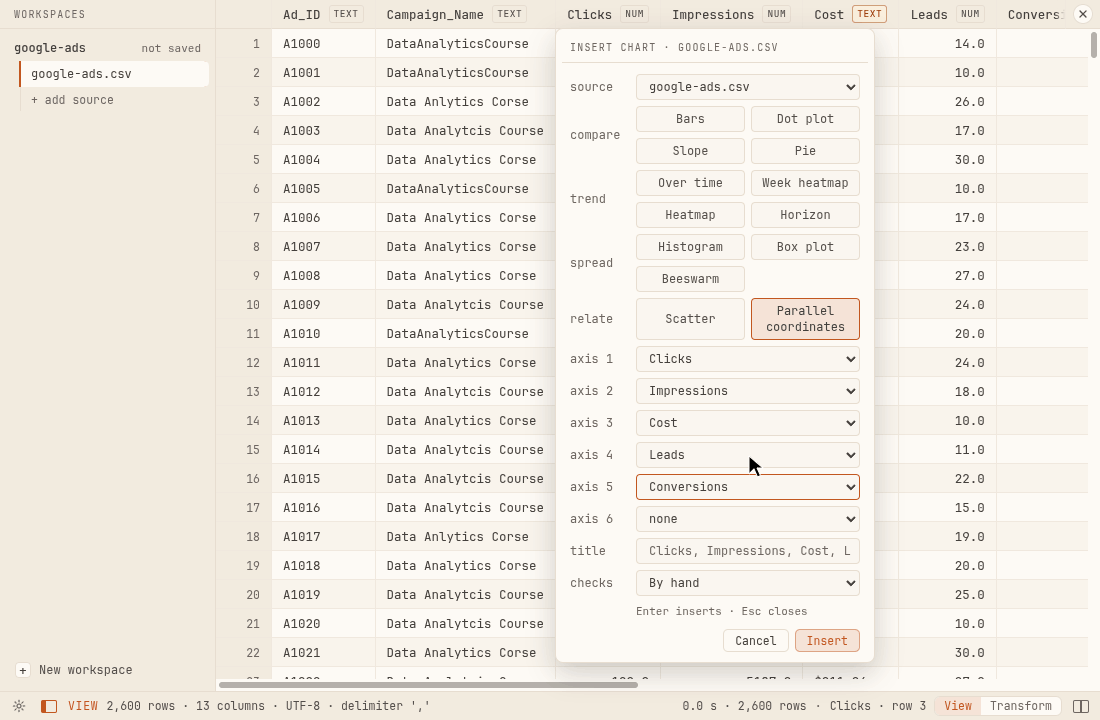 WORKSPACES
google-ads not saved
google-ads.csv
+ add source
+ New workspace
Ad_ID TEXT Campaign_Name TEXT Clicks NUM Impressions NUM Cost TEXT Leads NUM Convers
1 A1000 DataAnalyticsCourse 14.0
2 A1001 DataAnalyticsCourse 10.0
3 A1002 Data Anlytics Corse 26.0
4 A1003 Data Analytcis Course 17.0
5 A1004 Data Analytics Corse 30.0
6 A1005 DataAnalyticsCourse 10.0
7 A1006 Data Analytics Corse 17.0
8 A1007 Data Analytics Corse 23.0
9 A1008 Data Analytics Corse 27.0
10 A1009 Data Analytcis Course 24.0
11 A1010 DataAnalyticsCourse 20.0
12 A1011 Data Analytics Corse 24.0
13 A1012 Data Analytcis Course 18.0
14 A1013 Data Analytics Corse 10.0
15 A1014 Data Analytcis Course 11.0
16 A1015 Data Analytcis Course 22.0
17 A1016 Data Analytcis Course 15.0
18 A1017 Data Anlytics Corse 19.0
19 A1018 Data Analytics Corse 20.0
20 A1019 Data Analytcis Course 25.0
21 A1020 Data Analytcis Course 10.0
22 A1021 Data Analytics Corse 30.0
INSERT CHART · GOOGLE-ADS.CSV
source google-ads.csv
compare Bars Dot plot
Slope Pie
trend Over time Week heatmap
Heatmap Horizon
spread Histogram Box plot
Beeswarm
relate Scatter Parallel coordinates
axis 1 Clicks
axis 2 Impressions
axis 3 Cost
axis 4 Leads
axis 5 Conversions
axis 6 none
title Clicks, Impressions, Cost, L
checks By hand
Enter inserts · Esc closes
Cancel Insert
VIEW 2,600 rows · 13 columns · UTF-8 · delimiter ',' 0.0 s · 2,600 rows · Clicks · row 3 View Transform